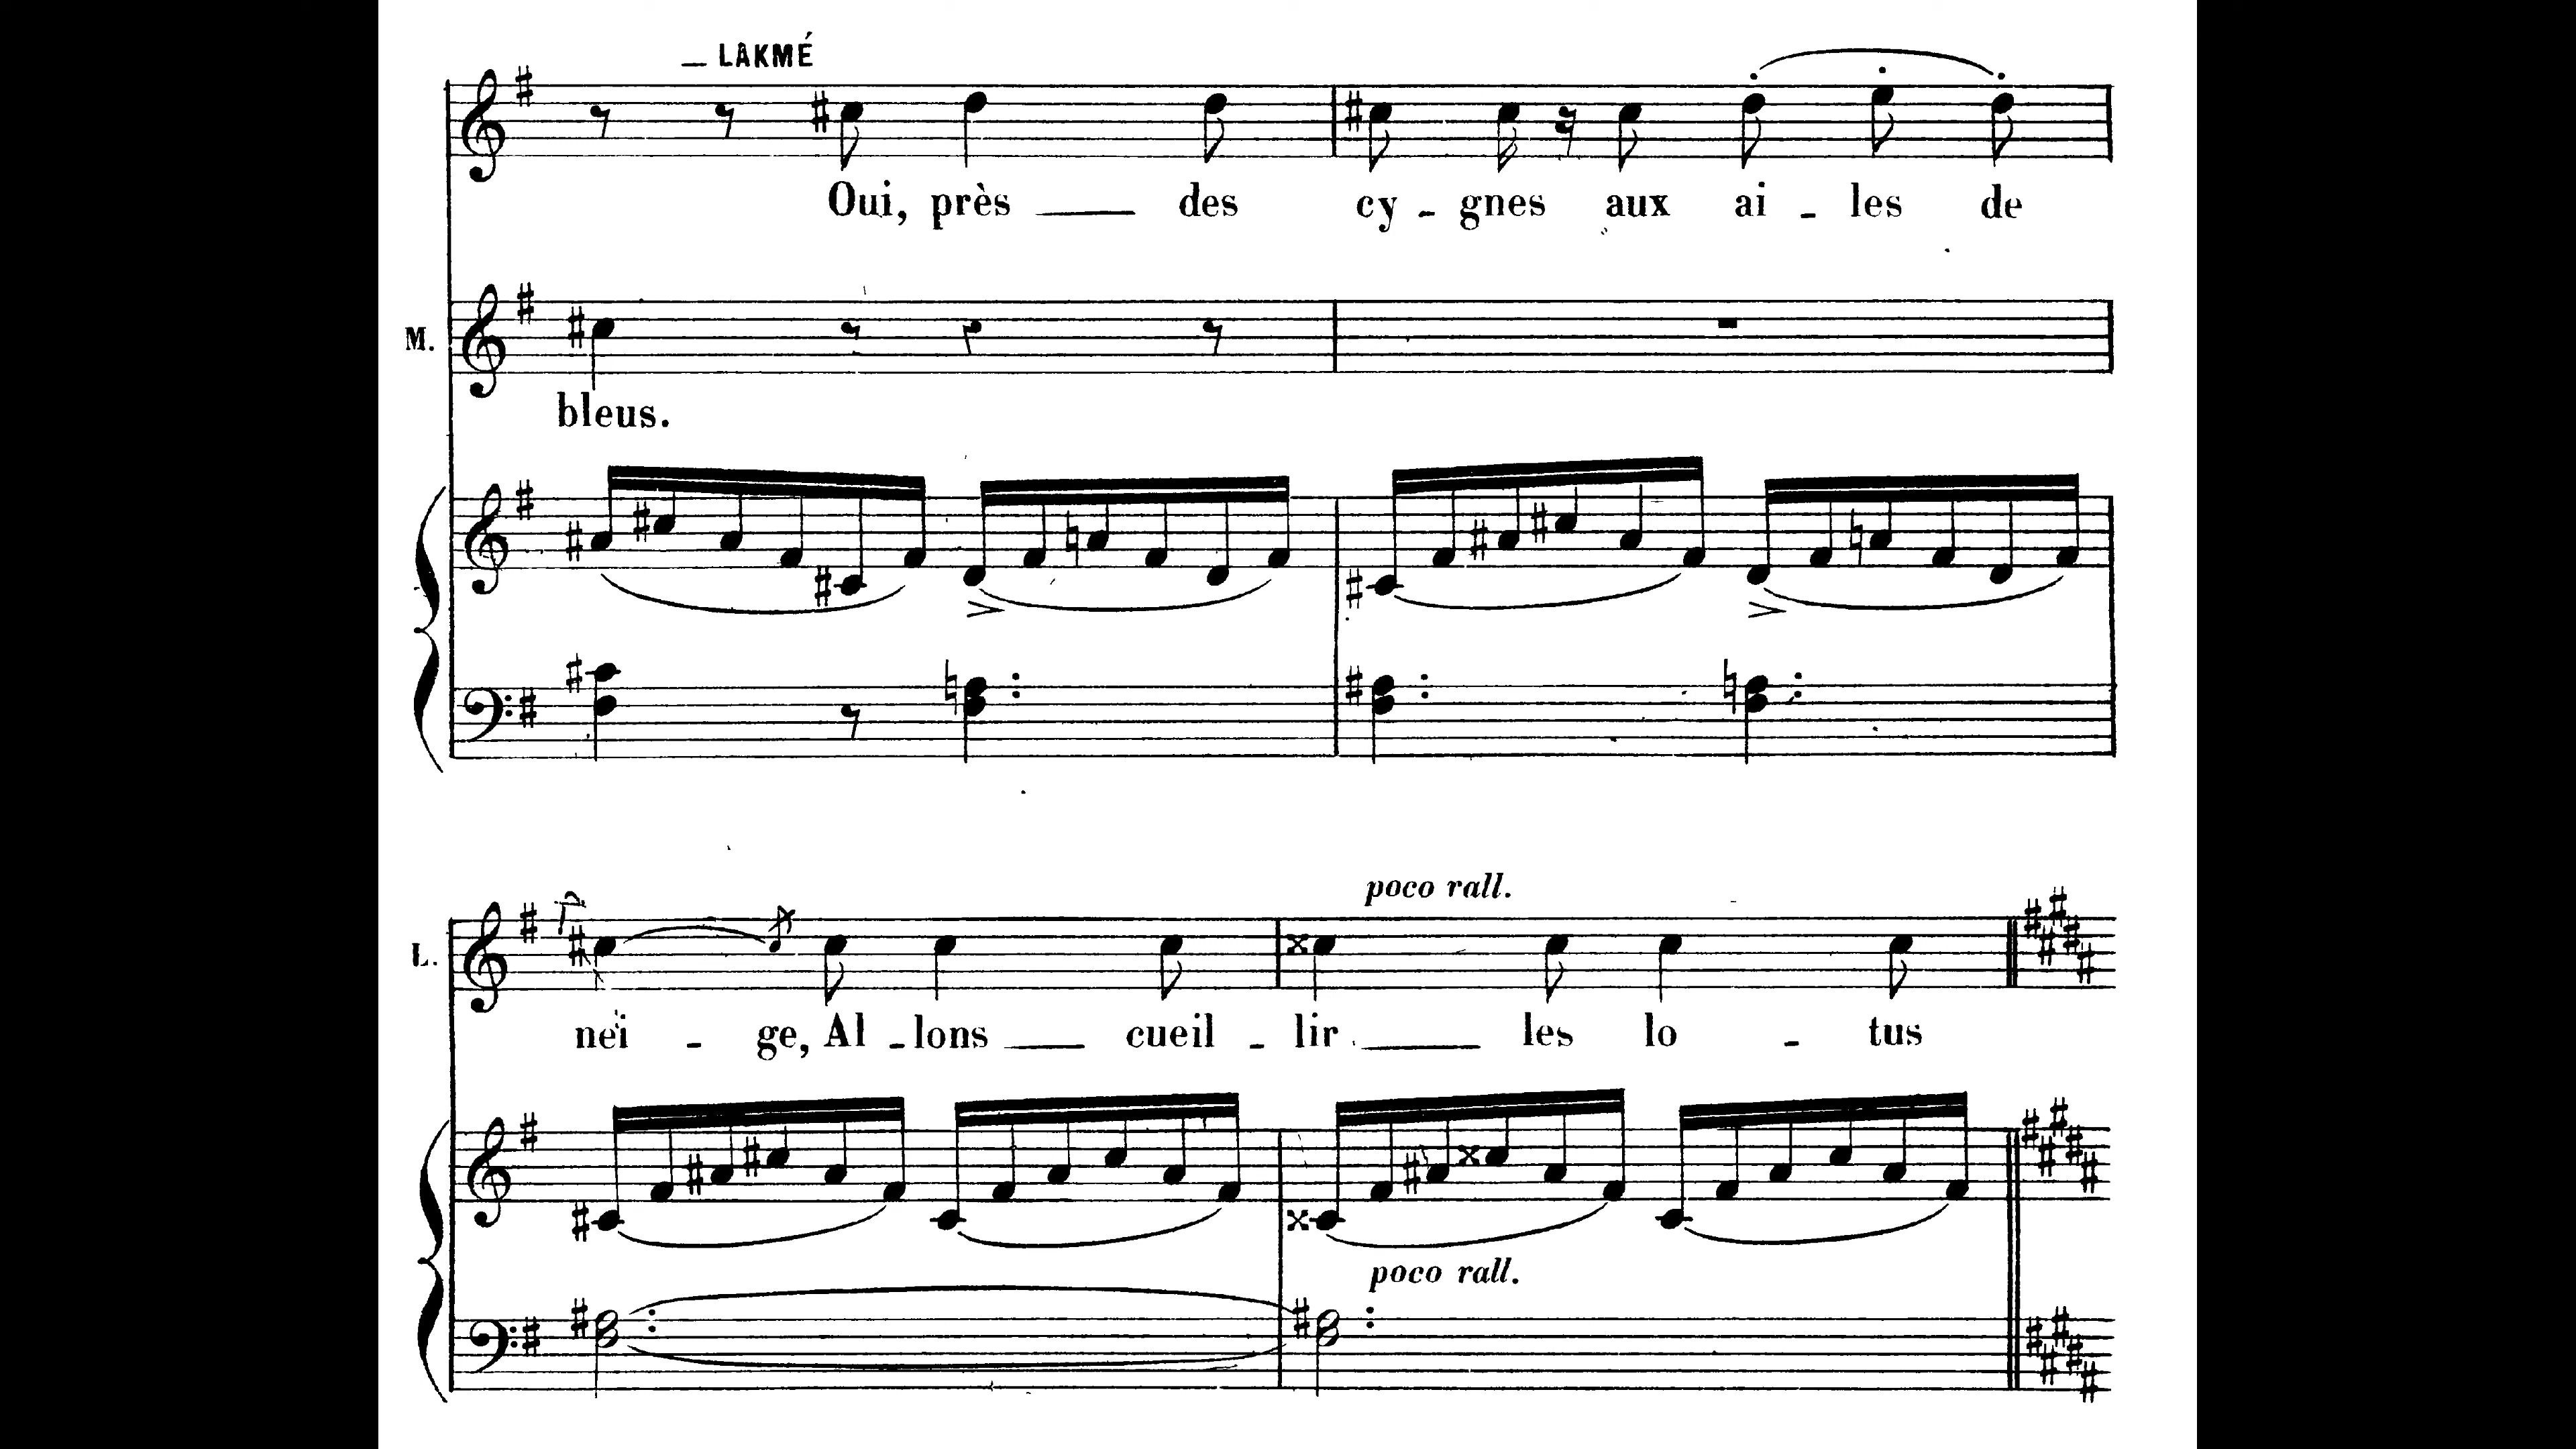 _ LAKMÉ
Oui, près ___ des cy - gnes aux ai - les de
M.
bleus.
poco rall.
L.
nei - ge, Al - lons ___ cueil - lir ___ les lo - tus
poco rall.